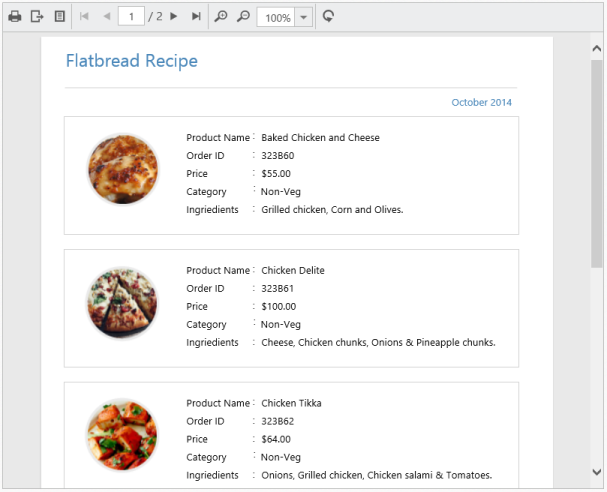 1 / 2 100%
Flatbread Recipe
October 2014
Product Name : Baked Chicken and Cheese
Order ID : 323B60
Price : $55.00
Category : Non-Veg
Ingredients : Grilled chicken, Corn and Olives.
Product Name : Chicken Delite
Order ID : 323B61
Price : $100.00
Category : Non-Veg
Ingredients : Cheese, Chicken chunks, Onions & Pineapple chunks.
Product Name : Chicken Tikka
Order ID : 323B62
Price : $64.00
Category : Non-Veg
Ingredients : Onions, Grilled chicken, Chicken salami & Tomatoes.